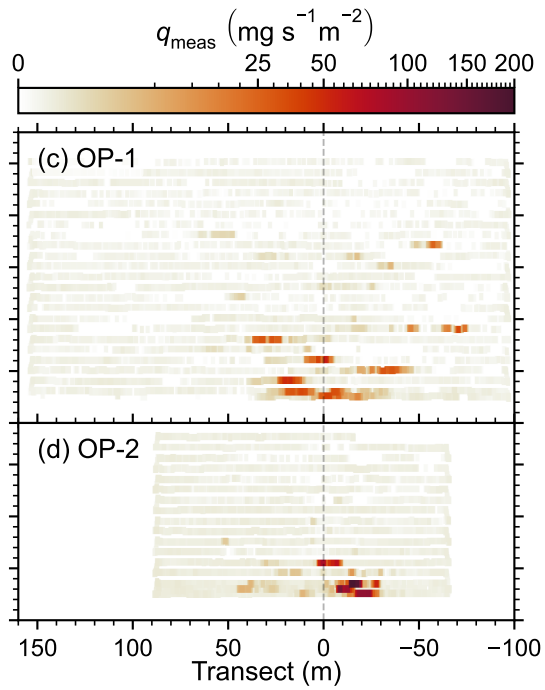 q_meas (mg s⁻¹ m⁻²)
0 25 50 100 150 200
(c) OP-1
(d) OP-2
150 100 50 0 −50 −100
Transect (m)